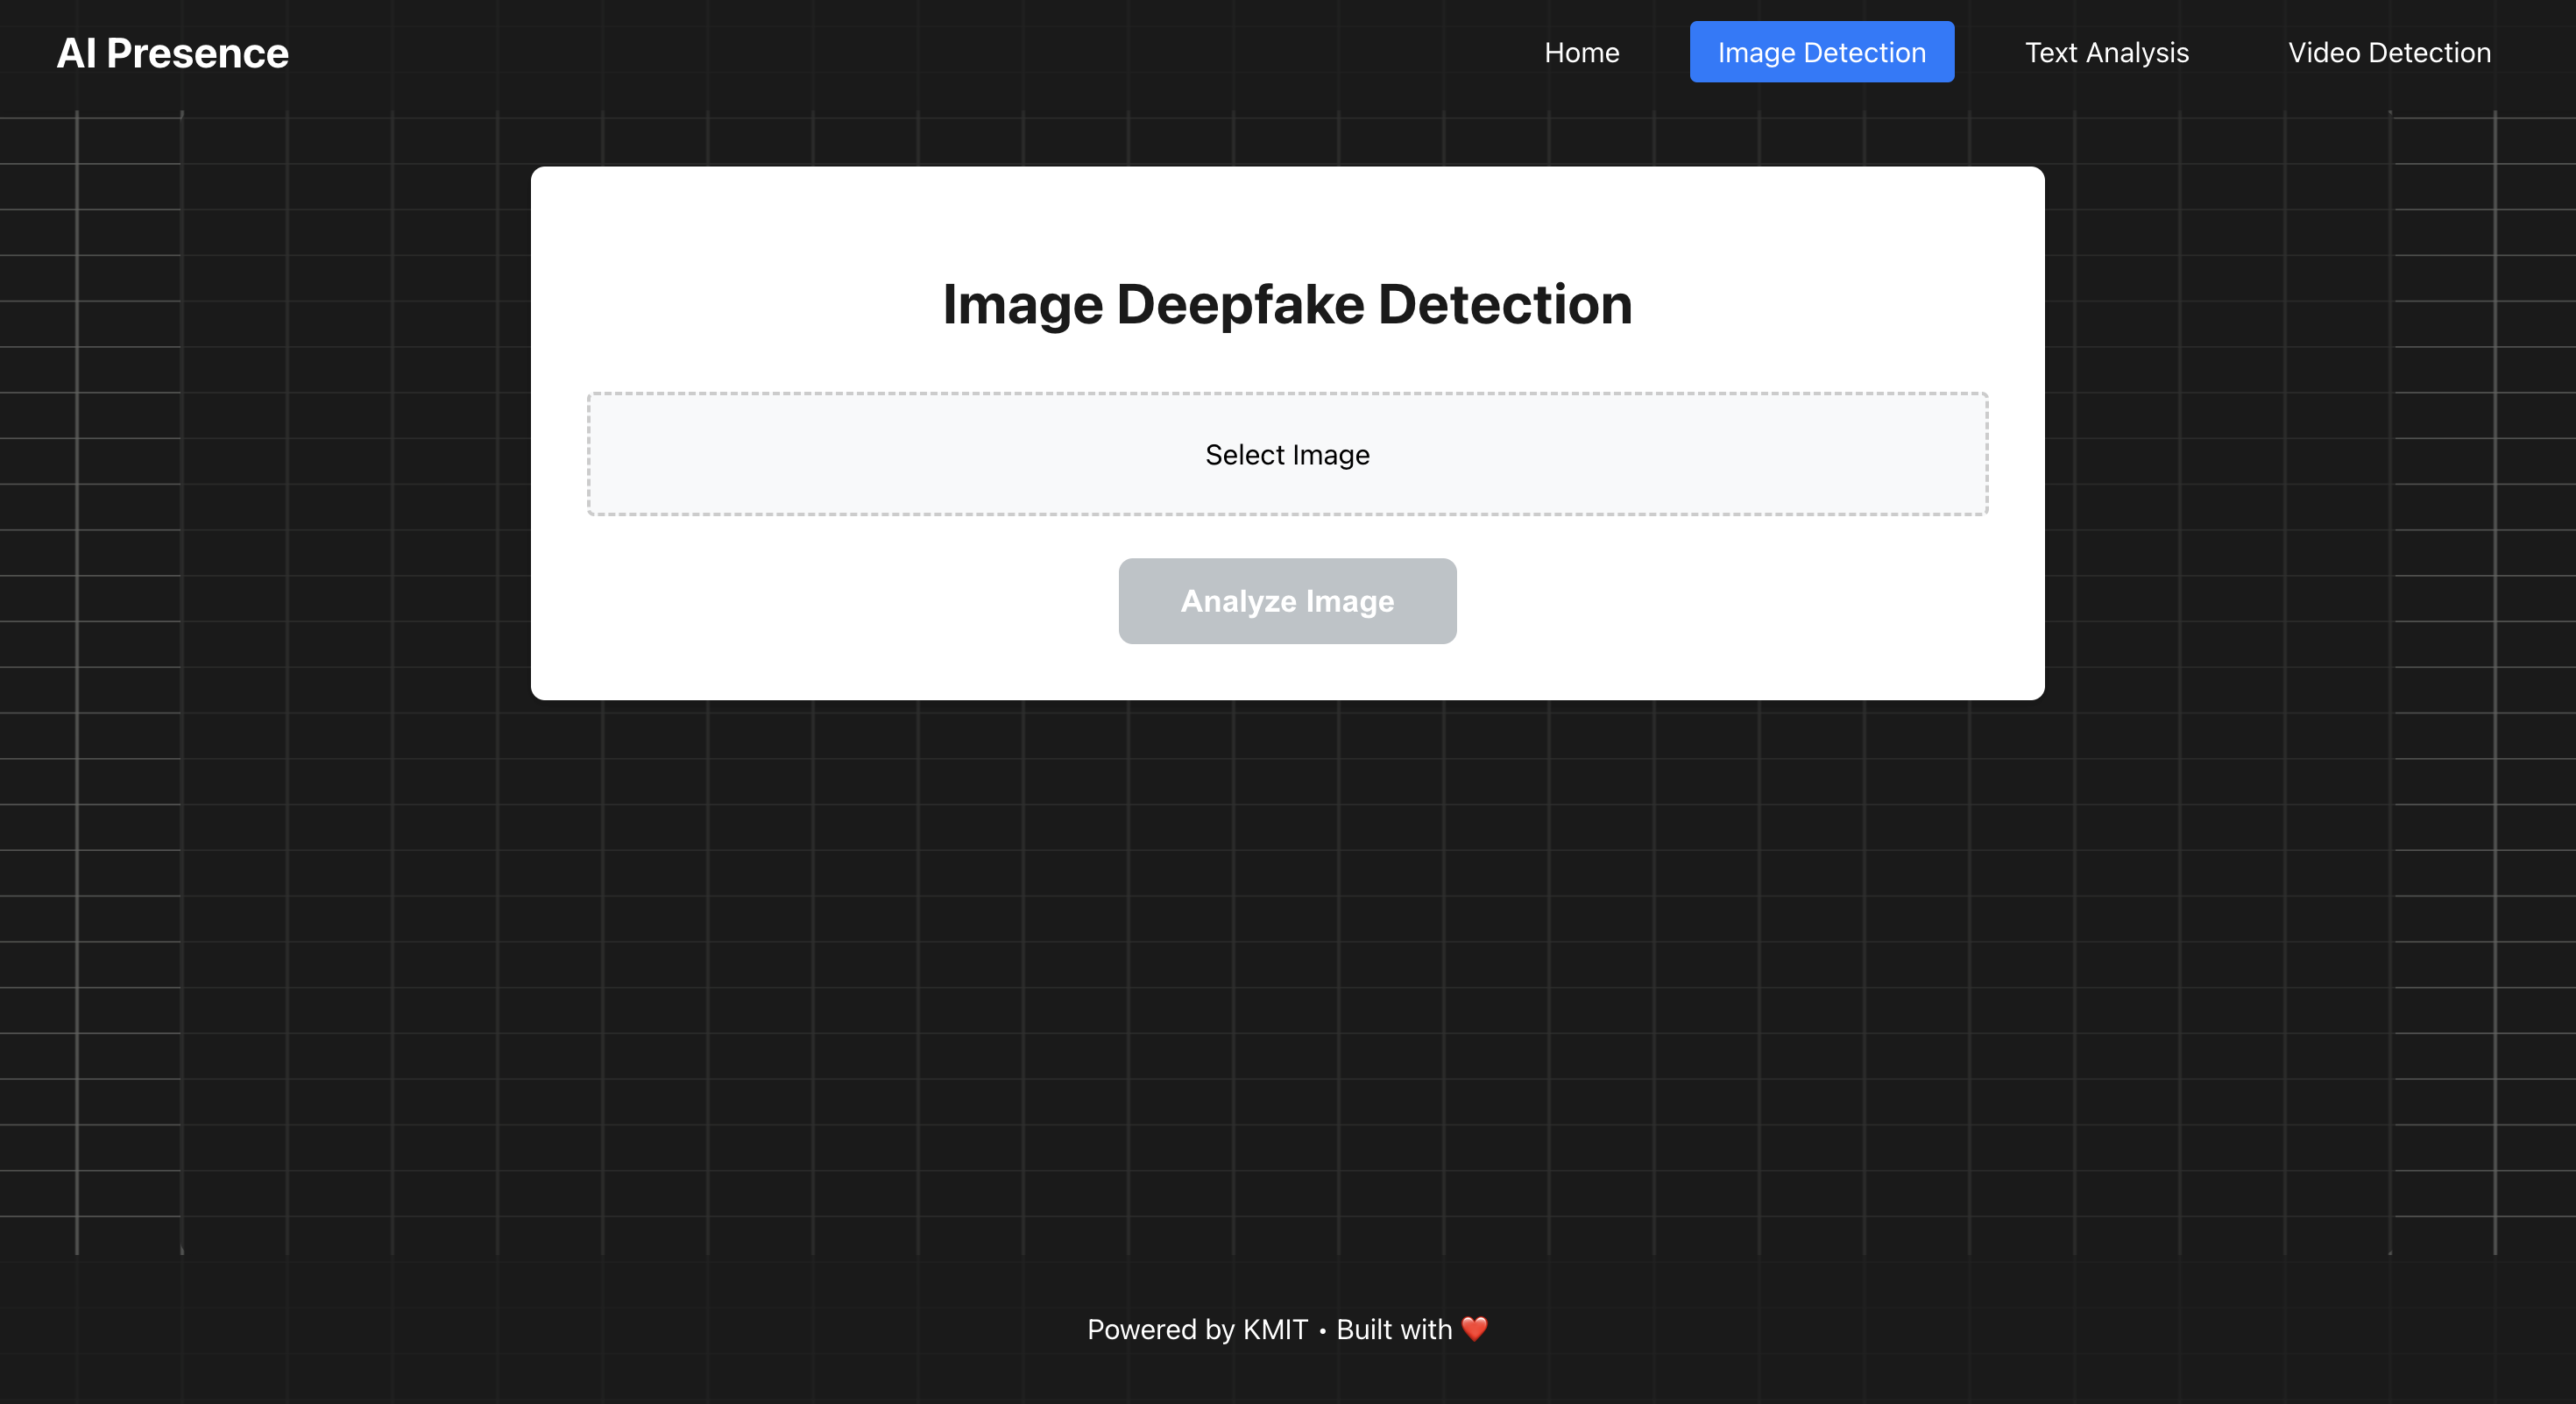 AI Presence
Home
Image Detection
Text Analysis
Video Detection
Image Deepfake Detection
Select Image
Analyze Image
Powered by KMIT • Built with ❤️